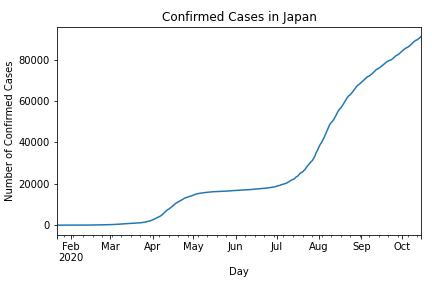 Confirmed Cases in Japan
Number of Confirmed Cases
80000
60000
40000
20000
0
Feb Mar Apr May Jun Jul Aug Sep Oct
2020
Day